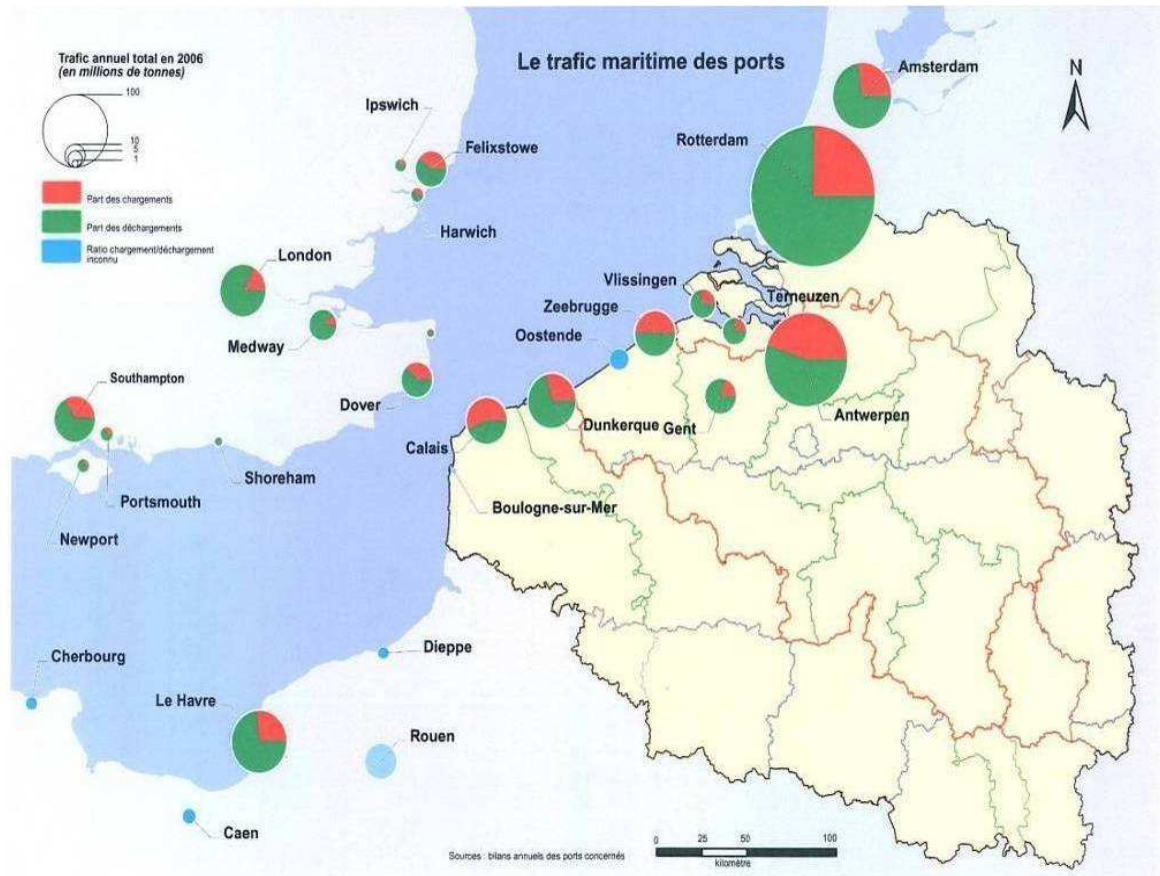 Le trafic maritime des ports
Trafic annuel total en 2006
(en millions de tonnes)
100
10
5
1
Part des chargements
Part des déchargements
Ratio chargement/déchargement
inconnu
N
Amsterdam
Rotterdam
Ipswich
Felixstowe
Harwich
London
Medway
Vlissingen
Terneuzen
Zeebrugge
Oostende
Southampton
Dover
Calais
Dunkerque
Gent
Antwerpen
Shoreham
Portsmouth
Newport
Boulogne-sur-Mer
Dieppe
Cherbourg
Le Havre
Rouen
Caen
Sources : bilans annuels des ports concernés
0 25 50 100
kilomètre